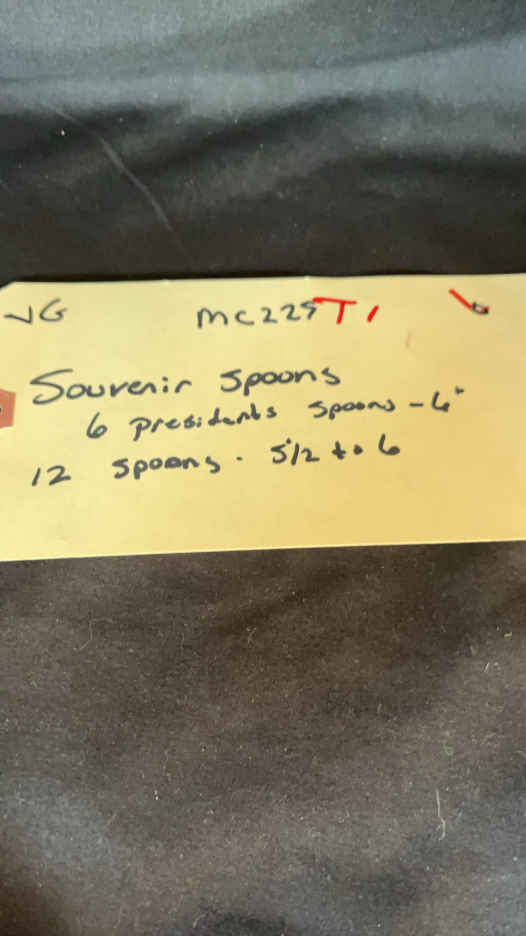 VG MC225 T1
Souvenir Spoons
6 presidents spoons - 6"
12 spoons. 5 1/2 to 6